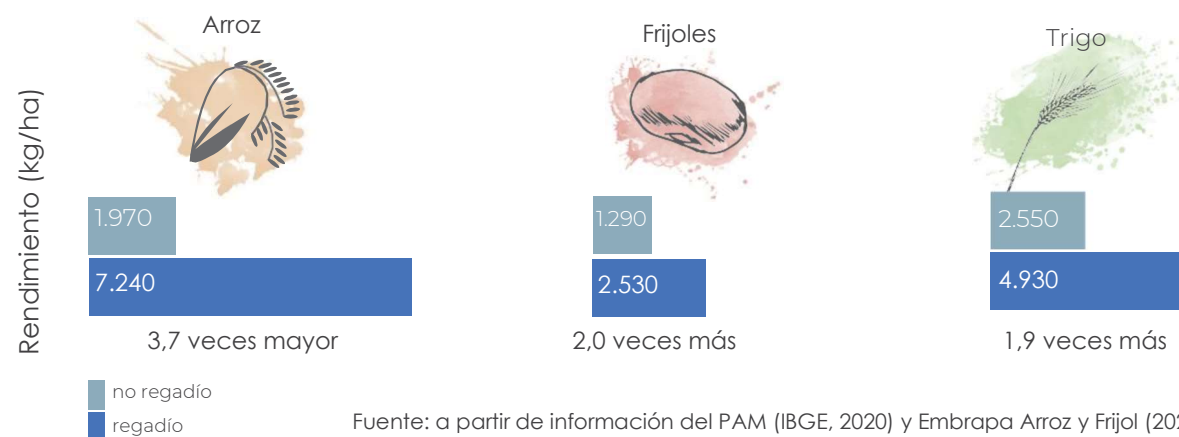 Arroz
Frijoles
Trigo
Rendimiento (kg/ha)
1.970
1.290
2.550
7.240
2.530
4.930
3,7 veces mayor
2,0 veces más
1,9 veces más
no regadío
regadío
Fuente: a partir de información del PAM (IBGE, 2020) y Embrapa Arroz y Frijol